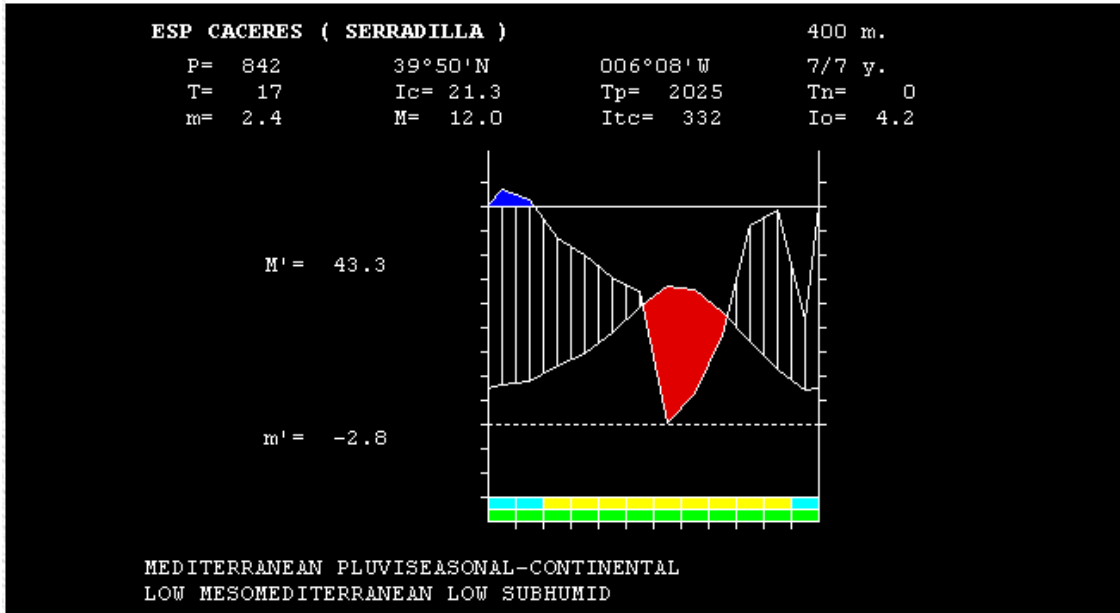 ESP CACERES ( SERRADILLA ) 400 m.
P= 842 39°50'N 006°08'W 7/7 y.
T= 17 Ic= 21.3 Tp= 2025 Tn= 0
m= 2.4 M= 12.0 Itc= 332 Io= 4.2
M'= 43.3
m'= -2.8
MEDITERRANEAN PLUVISEASONAL-CONTINENTAL
LOW MESOMEDITERRANEAN LOW SUBHUMID